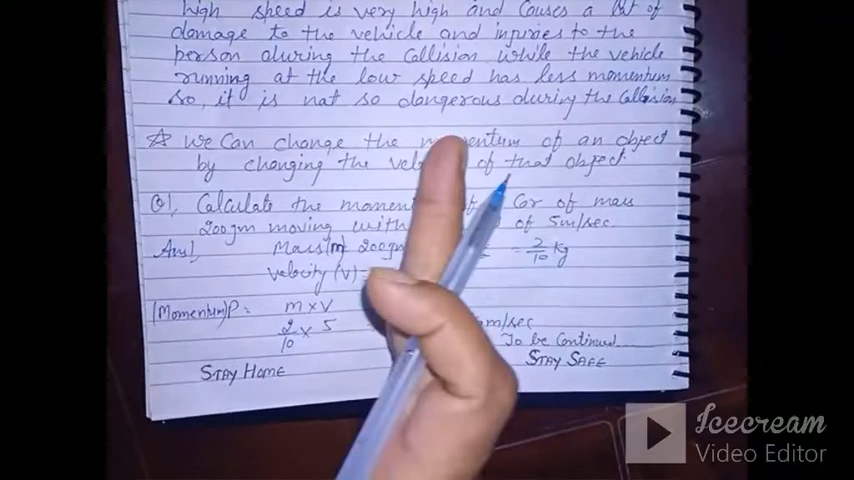 high speed is very high and Causes a lot of
damage to the vehicle and injuries to the
person during the Collision while the vehicle
running at the low speed has less momentum
so, it is not so dangerous during the Collision
☆ We Can change the momentum of an object
by changing the of that object.
Q1, Calculate the Car of mass
200gm moving with of 5m/sec.
Ans1, Mass(m) 200gm = 2/10 Kg
Velocity (V) =
(Momentum)P = m × V
2/10 × 5 m/sec
To be Continued
STAY HOME STAY SAFE
Icecream
Video Editor